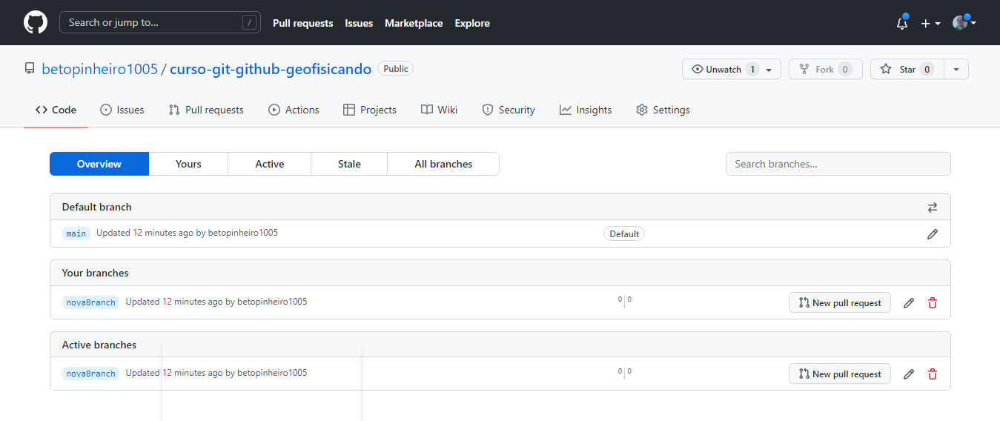 Search or jump to... /
Pull requests Issues Marketplace Explore
betopinheiro1005 / curso-git-github-geofisicando Public
Unwatch 1 Fork 0 Star 0
Code Issues Pull requests Actions Projects Wiki Security Insights Settings
Overview Yours Active Stale All branches Search branches...
Default branch
main Updated 12 minutes ago by betopinheiro1005 Default
Your branches
novaBranch Updated 12 minutes ago by betopinheiro1005 0 0 New pull request
Active branches
novaBranch Updated 12 minutes ago by betopinheiro1005 0 0 New pull request